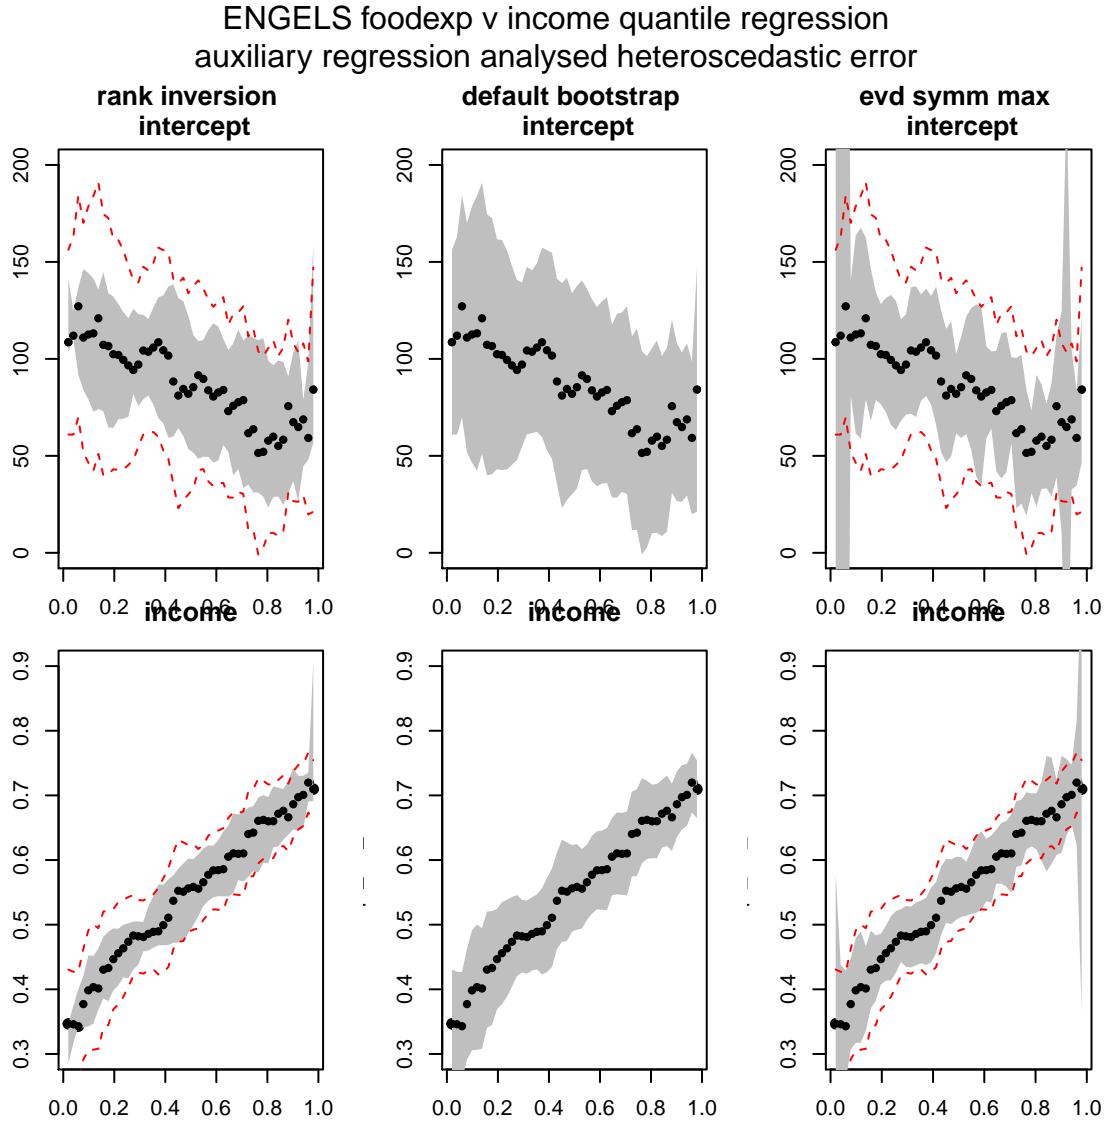 ENGELS foodexp v income quantile regression
auxiliary regression analysed heteroscedastic error
rank inversion
intercept
default bootstrap
intercept
evd symm max
intercept
200
150
100
50
0
0.0 0.2 0.4 0.6 0.8 1.0
200
150
100
50
0
0.0 0.2 0.4 0.6 0.8 1.0
200
150
100
50
0
0.0 0.2 0.4 0.6 0.8 1.0
income
income
income
0.9
0.8
0.7
0.6
0.5
0.4
0.3
0.0 0.2 0.4 0.6 0.8 1.0
0.9
0.8
0.7
0.6
0.5
0.4
0.3
0.0 0.2 0.4 0.6 0.8 1.0
0.9
0.8
0.7
0.6
0.5
0.4
0.3
0.0 0.2 0.4 0.6 0.8 1.0